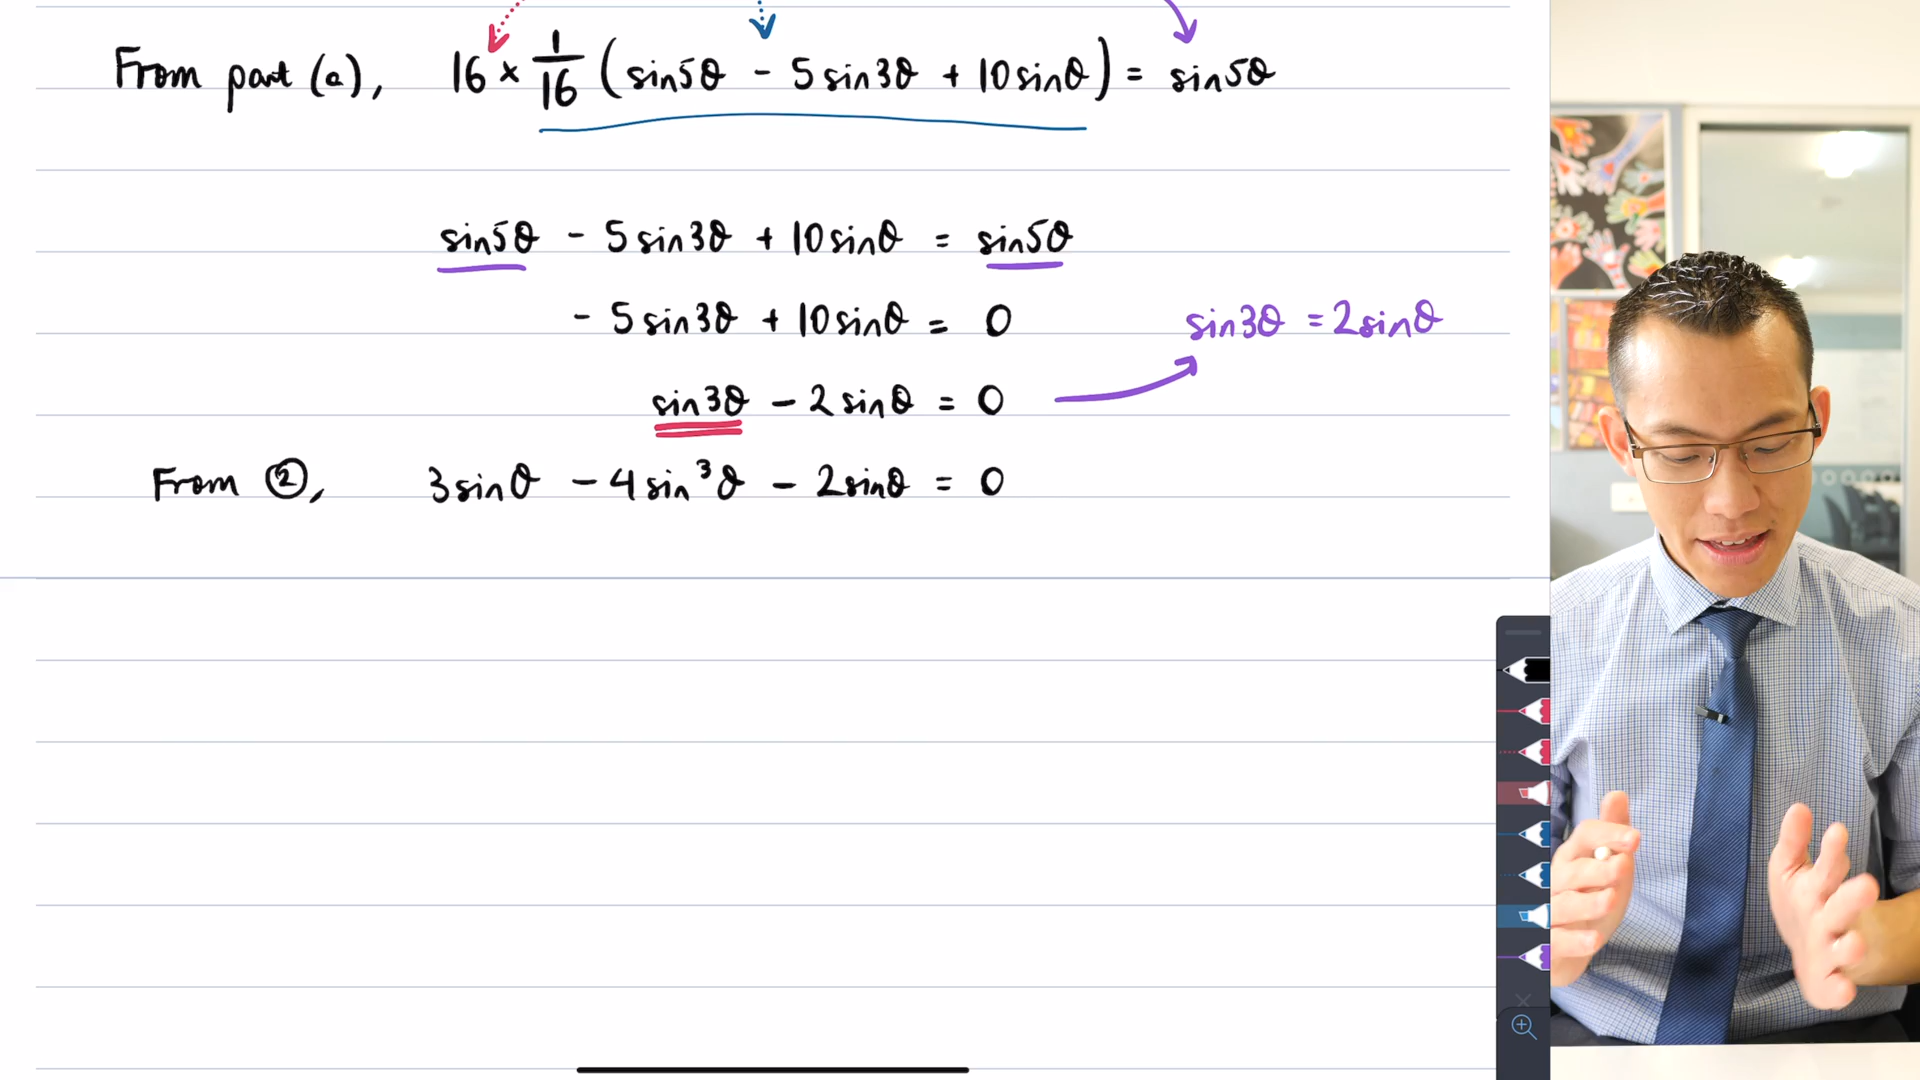 From part (a), 16 × 1/16 (sin5θ - 5sin3θ + 10sinθ) = sin5θ
sin5θ - 5sin3θ + 10sinθ = sin5θ
- 5sin3θ + 10sinθ = 0
sin3θ = 2sinθ
sin3θ - 2sinθ = 0
From ②, 3sinθ - 4sin³θ - 2sinθ = 0